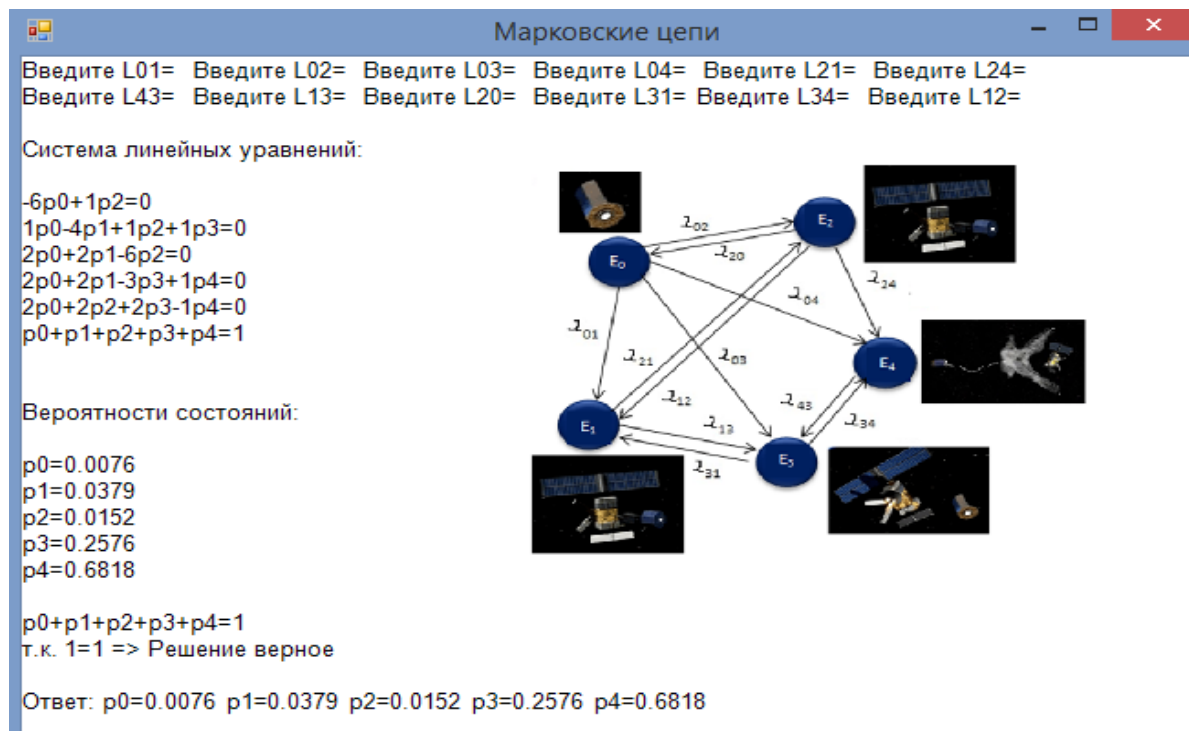 Марковские цепи
Введите L01= Введите L02= Введите L03= Введите L04= Введите L21= Введите L24=
Введите L43= Введите L13= Введите L20= Введите L31= Введите L34= Введите L12=
Система линейных уравнений:
-6p0+1p2=0
1p0-4p1+1p2+1p3=0
2p0+2p1-6p2=0
2p0+2p1-3p3+1p4=0
2p0+2p2+2p3-1p4=0
p0+p1+p2+p3+p4=1
Вероятности состояний:
p0=0.0076
p1=0.0379
p2=0.0152
p3=0.2576
p4=0.6818
p0+p1+p2+p3+p4=1
т.к. 1=1 => Решение верное
Ответ: p0=0.0076 p1=0.0379 p2=0.0152 p3=0.2576 p4=0.6818
E₂
λ₀₂
λ₂₀
E₀
λ₂₄
λ₀₄
λ₀₁
λ₂₁
λ₀₃
E₄
λ₁₂
λ₄₃
λ₃₄
E₁
λ₁₃
E₃
λ₃₁